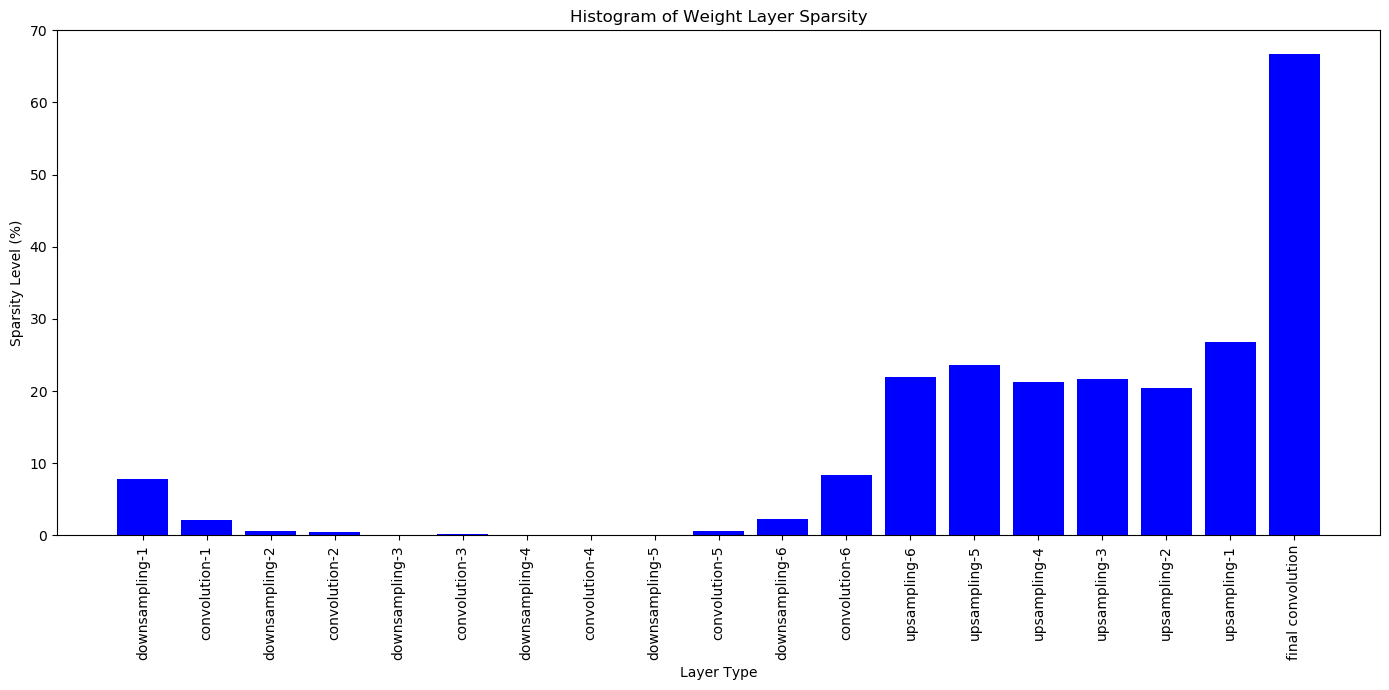 Histogram of Weight Layer Sparsity
Sparsity Level (%)
70
60
50
40
30
20
10
0
downsampling-1
convolution-1
downsampling-2
convolution-2
downsampling-3
convolution-3
downsampling-4
convolution-4
downsampling-5
convolution-5
downsampling-6
convolution-6
upsampling-6
upsampling-5
upsampling-4
upsampling-3
upsampling-2
upsampling-1
final convolution
Layer Type